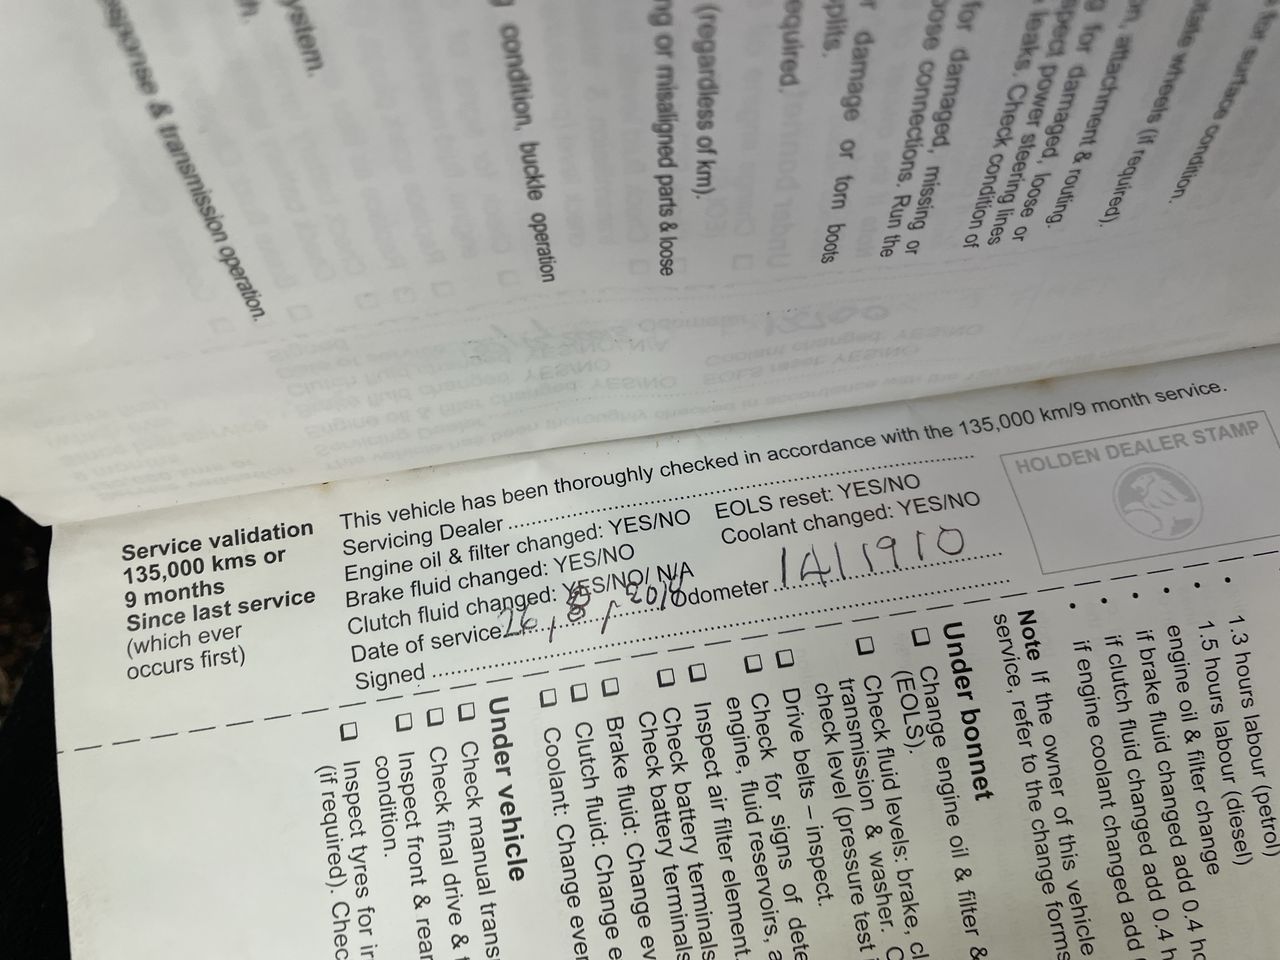 ystem.
esponse & transmission operation.
condition, buckle operation
ng or misaligned parts & loose
(regardless of km).
equired,
r damage or torn boots
splits.
for damaged, missing or
oose connections. Run the
leaks. Check condition of
spect power steering lines
g for damaged, loose or
on, attachment & routing.
otate wheels (if required).
for surface condition.
Service validation
135,000 kms or
9 months
Since last service
(which ever
occurs first)
This vehicle has been thoroughly checked in accordance with the 135,000 km/9 month service.
Servicing Dealer
Engine oil & filter changed: YES/NO EOLS reset: YES/NO
Brake fluid changed: YES/NO Coolant changed: YES/NO
Clutch fluid changed: YES/NO/ N/A
Date of service 26/8/2016 Odometer
Signed
HOLDEN DEALER STAMP
• 1.3 hours labour (petrol)
• 1.5 hours labour (diesel)
• engine oil & filter change
• if brake fluid changed add 0.4 ho
• if clutch fluid changed add 0.4 h
• if engine coolant changed add
Note If the owner of this vehicle
service, refer to the change forms
Under bonnet
Change engine oil & filter &
(EOLS).
Check fluid levels: brake, cl
transmission & washer. C
check level (pressure test i
Drive belts – inspect.
Check for signs of dete
engine, fluid reservoirs, a
Inspect air filter element.
Check battery terminals
Check battery terminals
Brake fluid: Change ev
Clutch fluid: Change e
Coolant: Change ever
Under vehicle
Check manual trans
Check final drive & t
Inspect front & rear
condition.
Inspect tyres for ir
(if required). Chec